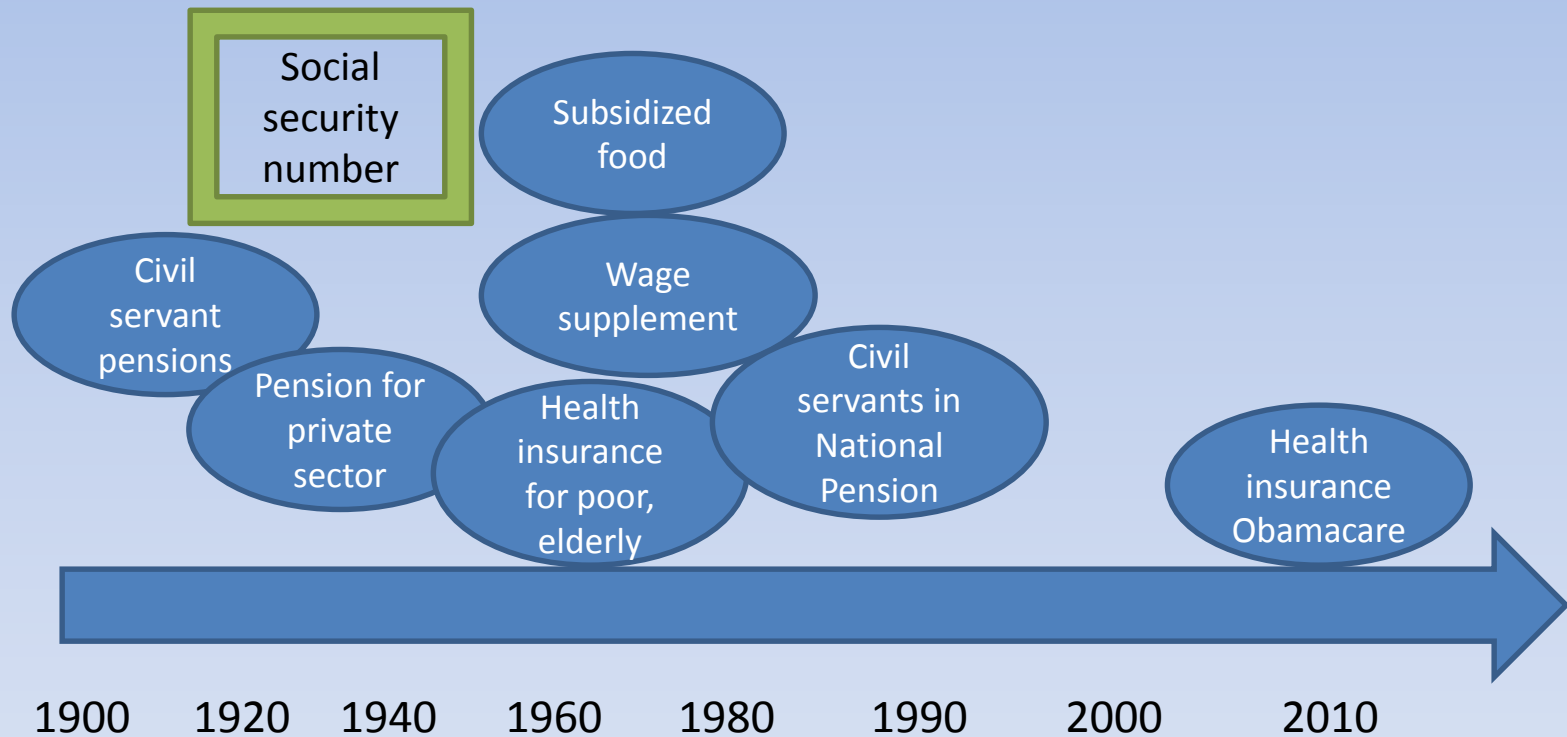 Social
security
number
Subsidized
food
Civil
servant
pensions
Wage
supplement
Pension for
private
sector
Health
insurance
for poor,
elderly
Civil
servants in
National
Pension
Health
insurance
Obamacare
1900 1920 1940 1960 1980 1990 2000 2010